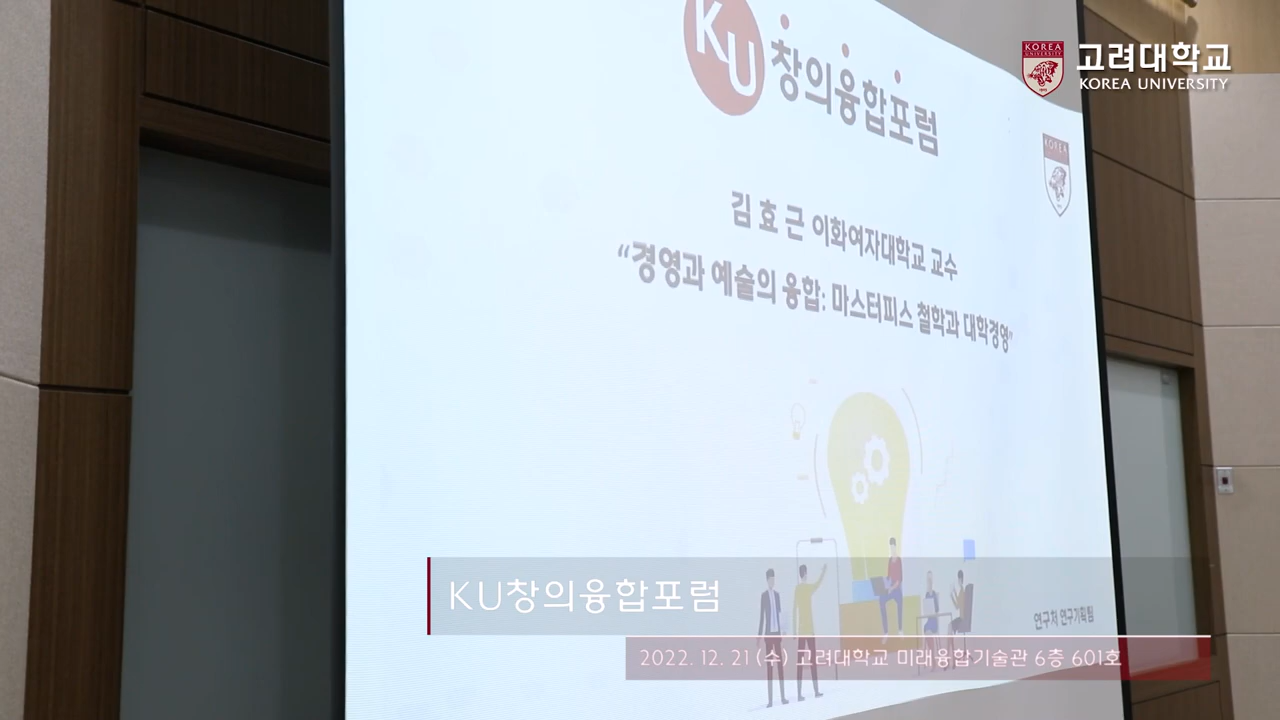 KU
창의융합포럼
KOREA
UNIVERSITY
고려대학교
KOREA UNIVERSITY
KOREA
김 효 근 이화여자대학교 교수
“경영과 예술의 융합: 마스터피스 철학과 대학경영”
연구처 연구기획팀
KU창의융합포럼
2022. 12. 21 (수) 고려대학교 미래융합기술관 6층 601호